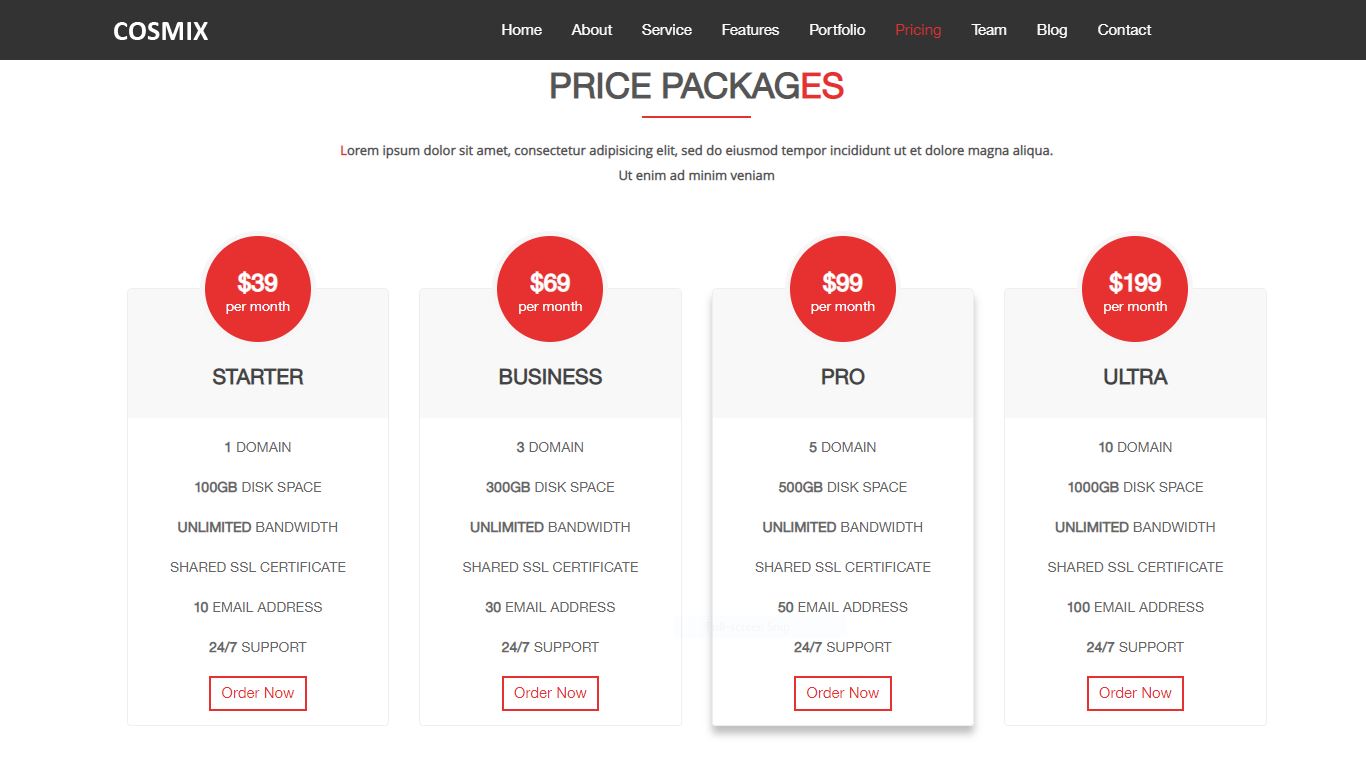 COSMIX
Home About Service Features Portfolio Pricing Team Blog Contact
PRICE PACKAGES
Lorem ipsum dolor sit amet, consectetur adipisicing elit, sed do eiusmod tempor incididunt ut et dolore magna aliqua.
Ut enim ad minim veniam
$39
per month
STARTER
1 DOMAIN
100GB DISK SPACE
UNLIMITED BANDWIDTH
SHARED SSL CERTIFICATE
10 EMAIL ADDRESS
24/7 SUPPORT
Order Now
$69
per month
BUSINESS
3 DOMAIN
300GB DISK SPACE
UNLIMITED BANDWIDTH
SHARED SSL CERTIFICATE
30 EMAIL ADDRESS
24/7 SUPPORT
Order Now
$99
per month
PRO
5 DOMAIN
500GB DISK SPACE
UNLIMITED BANDWIDTH
SHARED SSL CERTIFICATE
50 EMAIL ADDRESS
24/7 SUPPORT
Order Now
$199
per month
ULTRA
10 DOMAIN
1000GB DISK SPACE
UNLIMITED BANDWIDTH
SHARED SSL CERTIFICATE
100 EMAIL ADDRESS
24/7 SUPPORT
Order Now